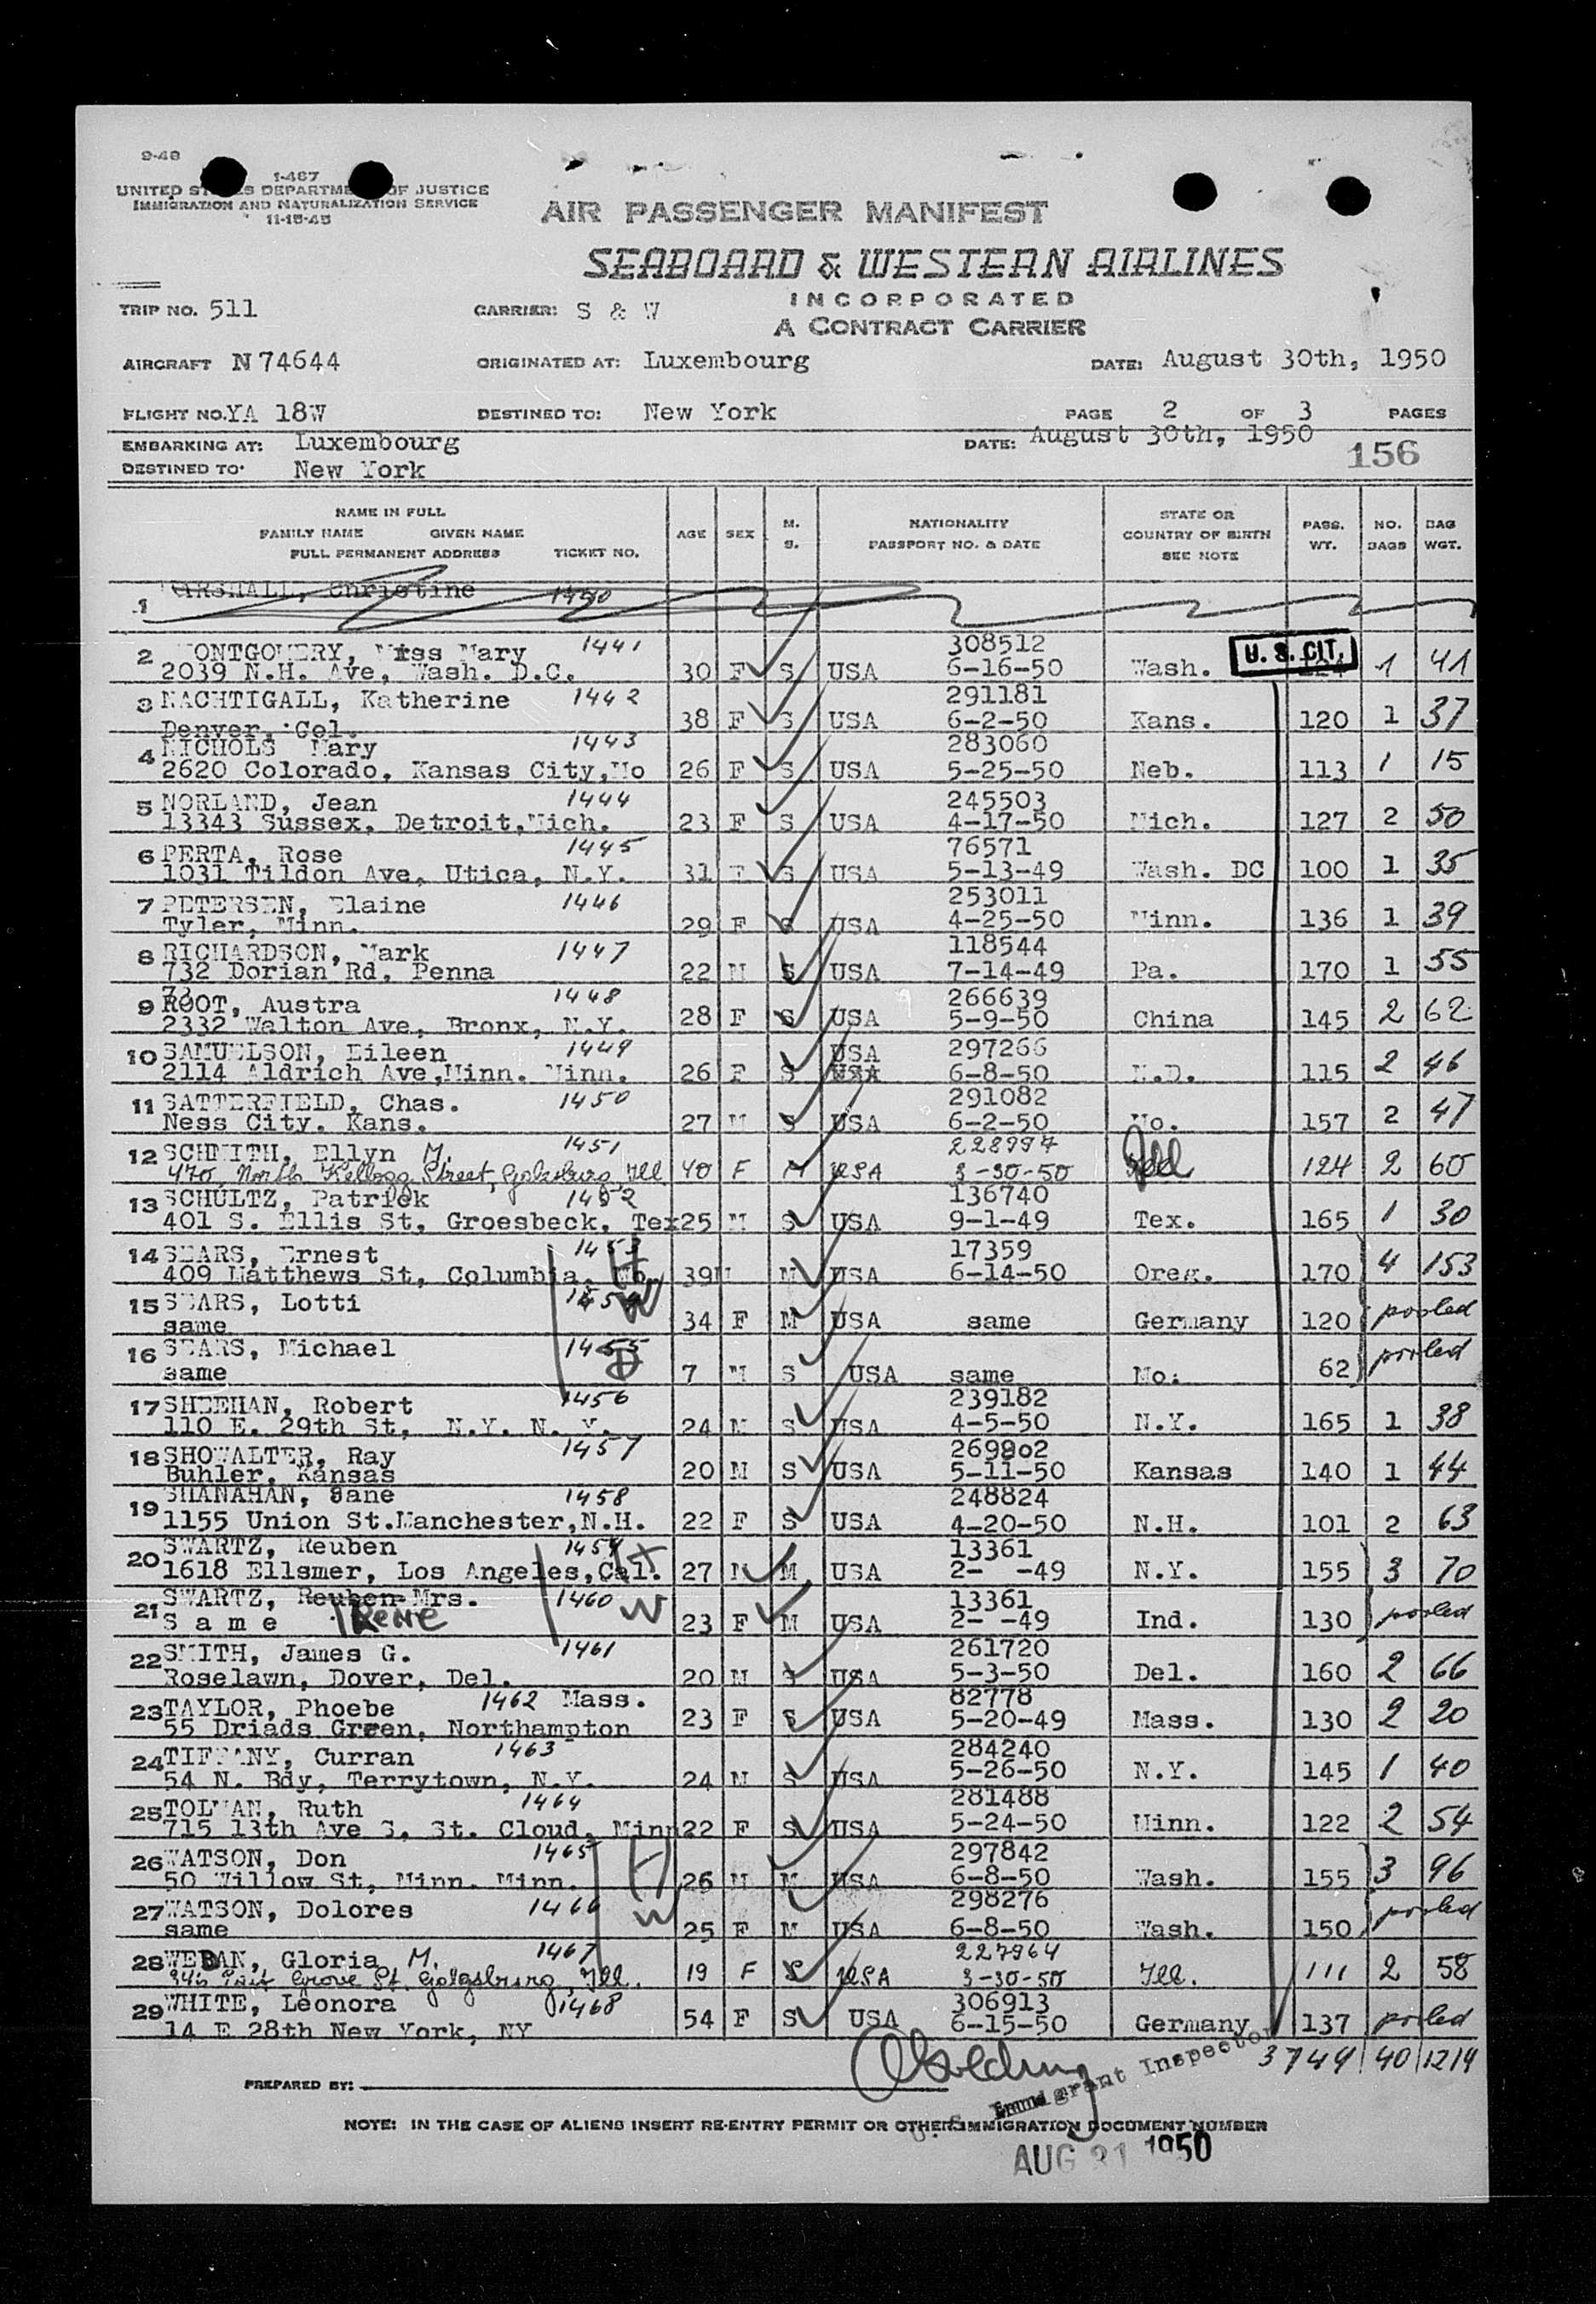 9-48
1-467
UNITED STATES DEPARTMENT OF JUSTICE
IMMIGRATION AND NATURALIZATION SERVICE
11-15-45
AIR PASSENGER MANIFEST
SEABOARD & WESTERN AIRLINES
INCORPORATED
A CONTRACT CARRIER
TRIP NO. 511 CARRIER: S & W
AIRCRAFT N 74644 ORIGINATED AT: Luxembourg DATE: August 30th, 1950
FLIGHT NO. YA 18W DESTINED TO: New York PAGE 2 OF 3 PAGES
EMBARKING AT: Luxembourg DATE: August 30th, 1950
DESTINED TO: New York 156
NAME IN FULL
FAMILY NAME GIVEN NAME
FULL PERMANENT ADDRESS TICKET NO. AGE SEX M. S. NATIONALITY PASSPORT NO. & DATE STATE OR COUNTRY OF BIRTH SEE NOTE PASS. WT. NO. BAGS BAG WGT.
1 MARSHALL, Christine
2 MONTGOMERY, Miss Mary 1441 308512 U. S. CIT.
2039 N.H. Ave, Wash. D.C. 30 F S USA 6-16-50 Wash. 1 41
3 NACHTIGALL, Katherine 1442 291181
Denver, Col. 38 F S USA 6-2-50 Kans. 120 1 37
4 NICHOLS Mary 1443 283060
2620 Colorado, Kansas City, Mo 26 F S USA 5-25-50 Neb. 113 1 15
5 NORLAND, Jean 1444 245503
13343 Sussex, Detroit, Mich. 23 F S USA 4-17-50 Mich. 127 2 50
6 PERTA, Rose 1445 76571
1031 Tildon Ave, Utica, N.Y. 31 F S USA 5-13-49 Wash. DC 100 1 35
7 PETERSEN, Elaine 1446 253011
Tyler, Minn. 29 F S USA 4-25-50 Minn. 136 1 39
8 RICHARDSON, Mark 1447 118544
732 Dorian Rd, Penna 22 M S USA 7-14-49 Pa. 170 1 55
9 ROOT, Austra 1448 266639
2332 Walton Ave, Bronx, N.Y. 28 F S USA 5-9-50 China 145 2 62
10 SAMUELSON, Eileen 1449 USA 297266
2114 Aldrich Ave, Minn. Minn. 26 F S 6-8-50 N.D. 115 2 46
11 SATTERFIELD, Chas. 1450 291082
Ness City. Kans. 27 M S USA 6-2-50 Mo. 157 2 47
12 SCHMITH, Ellyn M. 1451
470 North Kellogg Street, Galesburg, Ill 40 F M USA 3-30-50 Ill 124 2 60
13 SCHULTZ, Patrick 1452 136740
401 S. Ellis St, Groesbeck, Tex 25 M S USA 9-1-49 Tex. 165 1 30
14 SEARS, Ernest 1453 H 17359
409 Matthews St, Columbia, Mo. 39 M M USA 6-14-50 Oreg. 170 4 153
15 SEARS, Lotti 1454 W
same 34 F M USA same Germany 120 pooled
16 SEARS, Michael 1455
same 7 M S USA same Mo. 62 pooled
17 SHEEHAN, Robert 1456 239182
110 E. 29th St, N.Y. N. Y. 24 M S USA 4-5-50 N.Y. 165 1 38
18 SHOWALTER, Ray 1457 269802
Buhler, Kansas 20 M S USA 5-11-50 Kansas 140 1 44
19 SHANAHAN, Jane 1458 248824
1155 Union St. Manchester, N.H. 22 F S USA 4-20-50 N.H. 101 2 63
20 SWARTZ, Reuben 1459 H 13361
1618 Ellsmer, Los Angeles, Cal. 27 M M USA 2- -49 N.Y. 155 3 70
21 SWARTZ, Reuben Mrs. 1460 W 13361
Same Irene 23 F M USA 2- -49 Ind. 130 pooled
22 SMITH, James G. 1461 261720
Roselawn, Dover, Del. 20 M S USA 5-3-50 Del. 160 2 66
23 TAYLOR, Phoebe 1462 Mass. 82778
55 Driads Green, Northampton 23 F S USA 5-20-49 Mass. 130 2 20
24 TIFFANY, Curran 1463 284240
54 N. Bdy, Terrytown, N.Y. 24 M S USA 5-26-50 N.Y. 145 1 40
25 TOLMAN, Ruth 1464 281488
715 13th Ave S. St. Cloud, Minn 22 F S USA 5-24-50 Minn. 122 2 54
26 WATSON, Don 1465 H 297842
50 Willow St, Minn. Minn. 26 M M USA 6-8-50 Wash. 155 3 96
27 WATSON, Dolores 1466 W 298276
same 25 F M USA 6-8-50 Wash. 150 pooled
28 WEBAN, Gloria M. 1467 227964
Grove St. Galesburg, Ill. 19 F S USA 3-30-50 Ill. 111 2 58
29 WHITE, Leonora 1468 306913
14 E 28th New York, NY 54 F S USA 6-15-50 Germany 137 pooled
3749 40 1214
PREPARED BY:
U. S. Immigrant Inspector
NOTE: IN THE CASE OF ALIENS INSERT RE-ENTRY PERMIT OR OTHER IMMIGRATION DOCUMENT NUMBER
AUG 31 1950